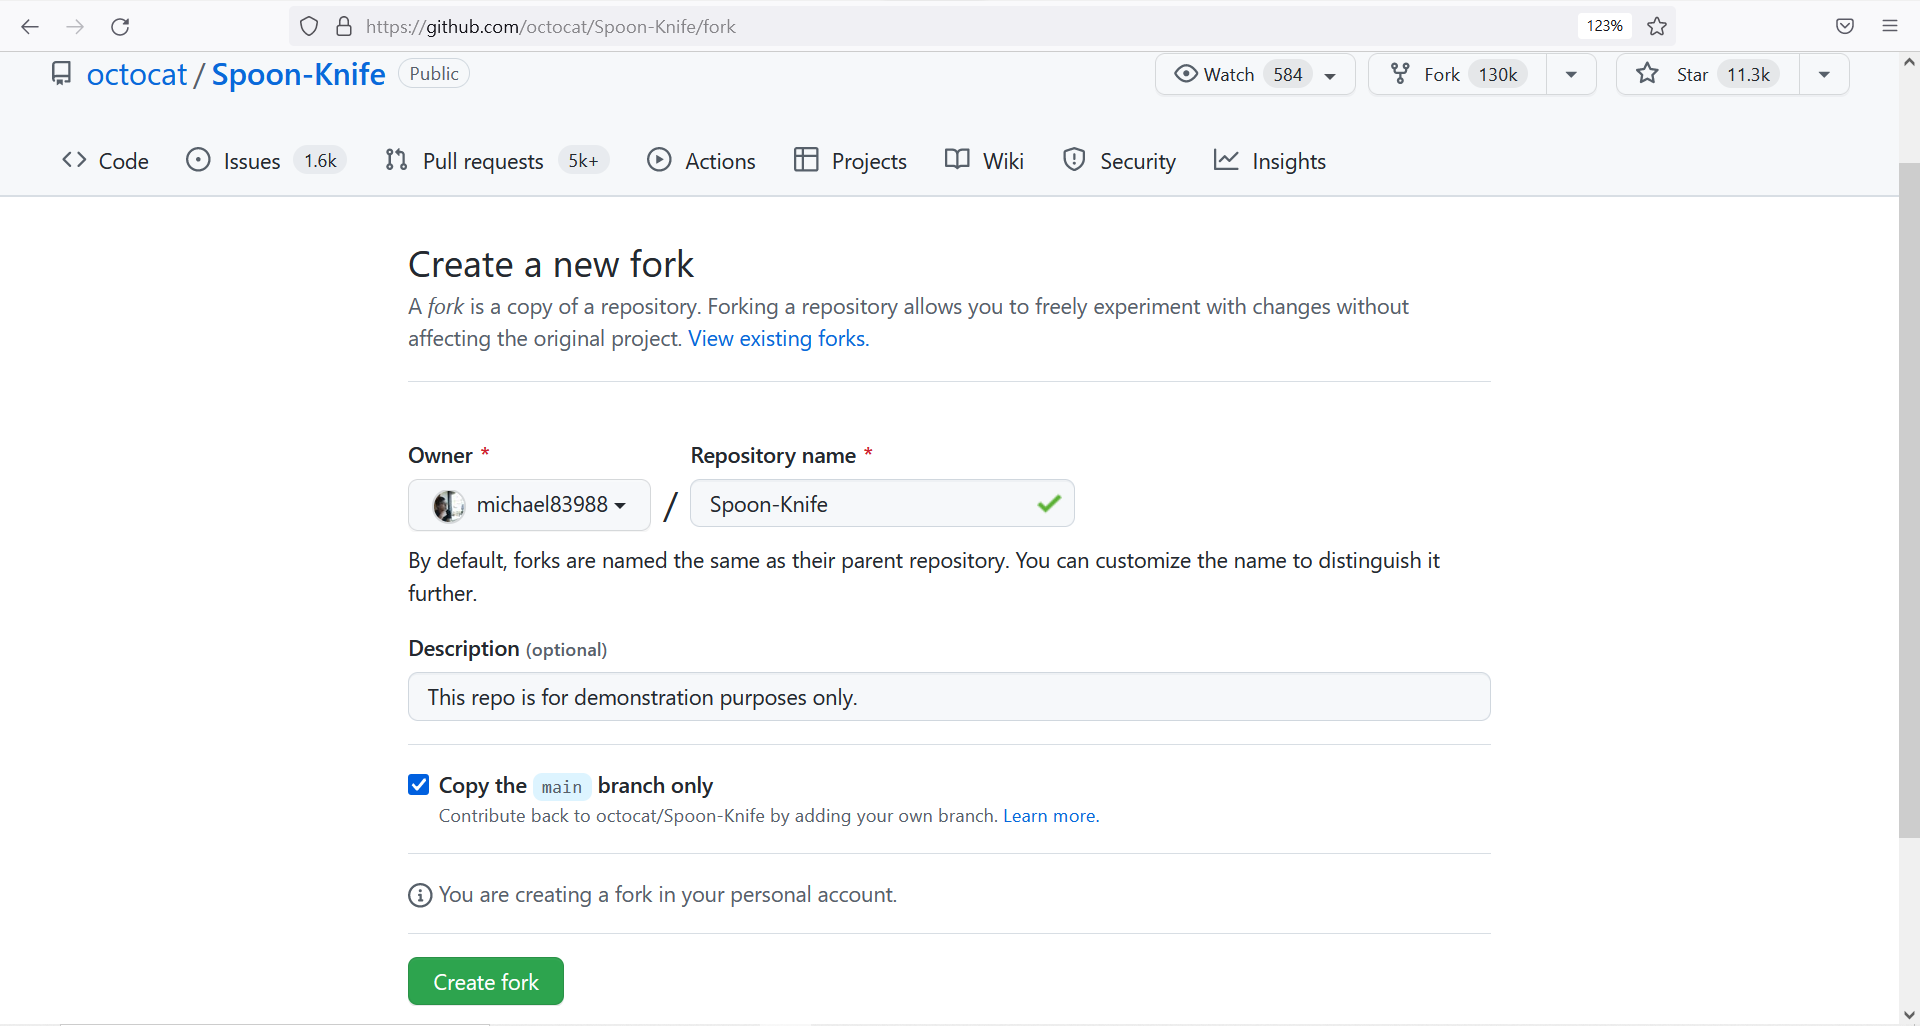 https://github.com/octocat/Spoon-Knife/fork 123%
octocat / Spoon-Knife Public Watch 584 Fork 130k Star 11.3k
Code Issues 1.6k Pull requests 5k+ Actions Projects Wiki Security Insights
Create a new fork
A fork is a copy of a repository. Forking a repository allows you to freely experiment with changes without
affecting the original project. View existing forks.
Owner * Repository name *
michael83988 / Spoon-Knife
By default, forks are named the same as their parent repository. You can customize the name to distinguish it
further.
Description (optional)
This repo is for demonstration purposes only.
Copy the main branch only
Contribute back to octocat/Spoon-Knife by adding your own branch. Learn more.
You are creating a fork in your personal account.
Create fork